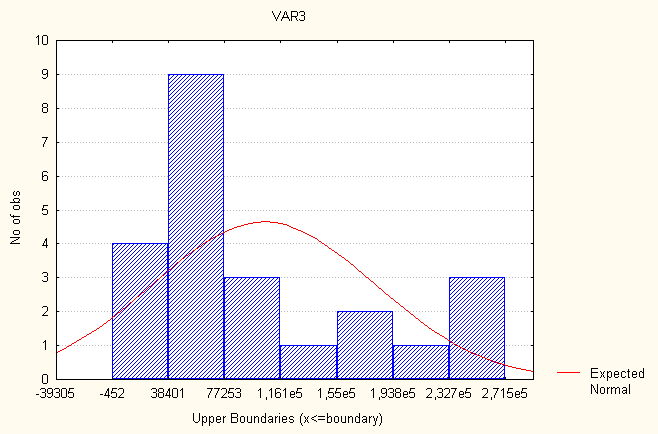 VAR3
10
9
8
7
6
5
4
3
2
1
0
No of obs
-39305 -452 38401 77253 1,161e5 1,55e5 1,938e5 2,327e5 2,715e5
Upper Boundaries (x<=boundary)
Expected
Normal